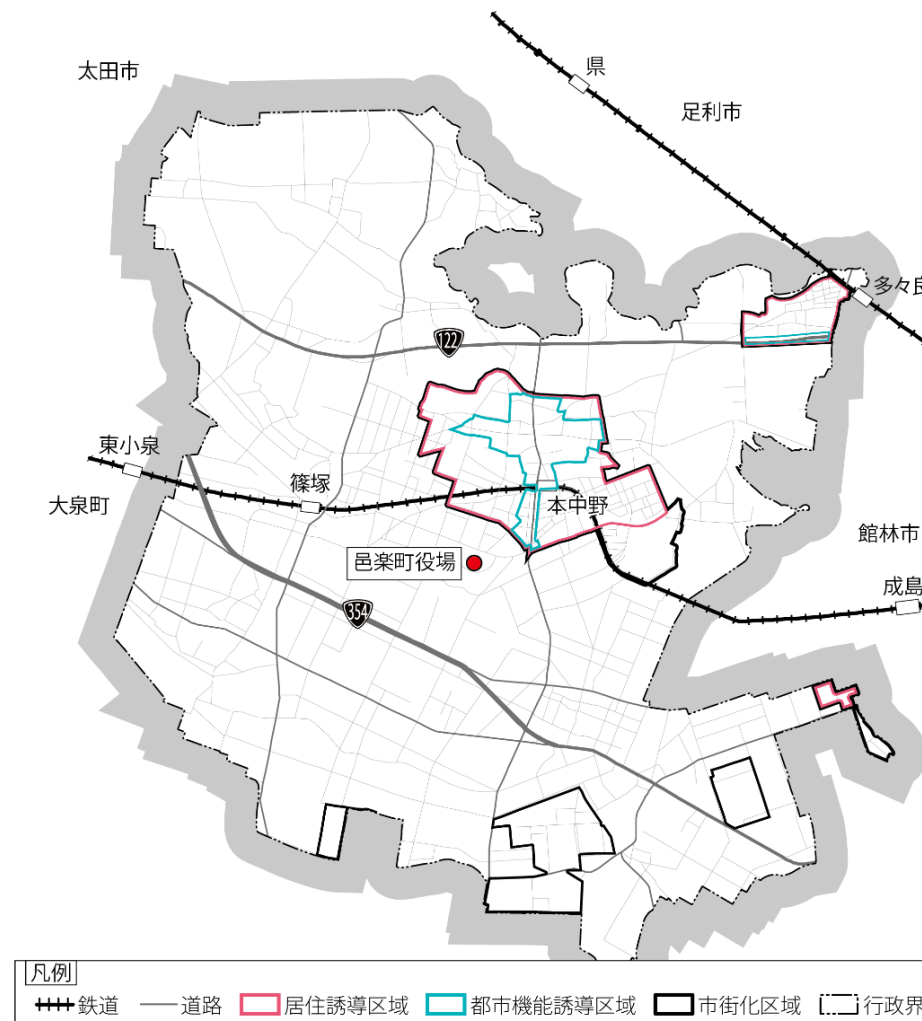 太田市
県
足利市
多々良
122
東小泉
篠塚
大泉町
本中野
館林市
邑楽町役場
成島
354
凡例
鉄道 道路 居住誘導区域 都市機能誘導区域 市街化区域 行政界